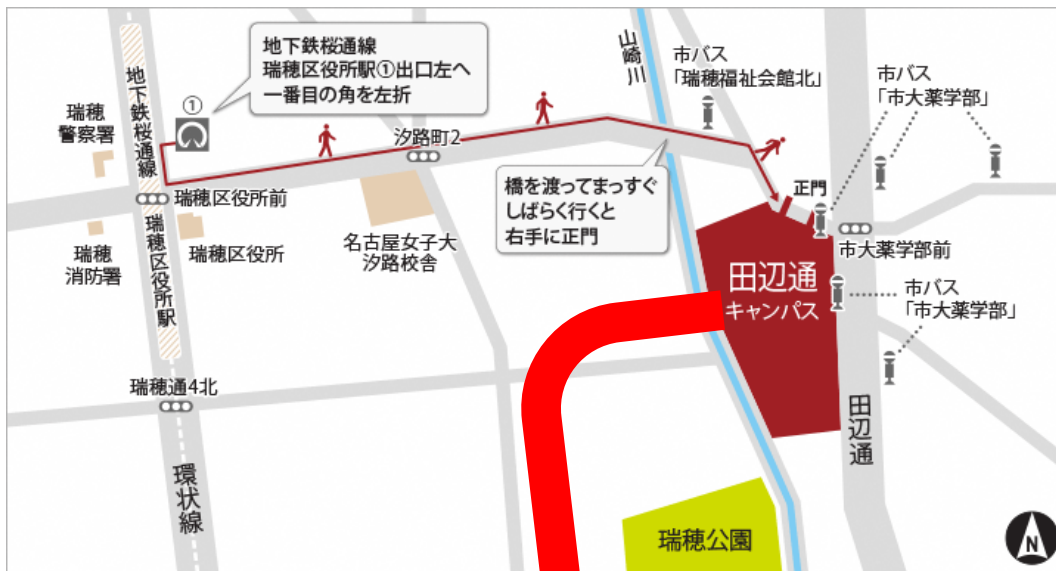 地下鉄桜通線
瑞穂区役所駅①出口左へ
一番目の角を左折
山崎川
市バス
「瑞穂福祉会館北」
市バス
「市大薬学部」
地下鉄桜通線
①
瑞穂
警察署
汐路町2
橋を渡ってまっすぐ
しばらく行くと
右手に正門
正門
瑞穂区役所前
瑞穂区役所
瑞穂
消防署
瑞穂区役所駅
名古屋女子大
汐路校舎
市大薬学部前
田辺通
キャンパス
市バス
「市大薬学部」
瑞穂通4北
田辺通
環状線
瑞穂公園
N